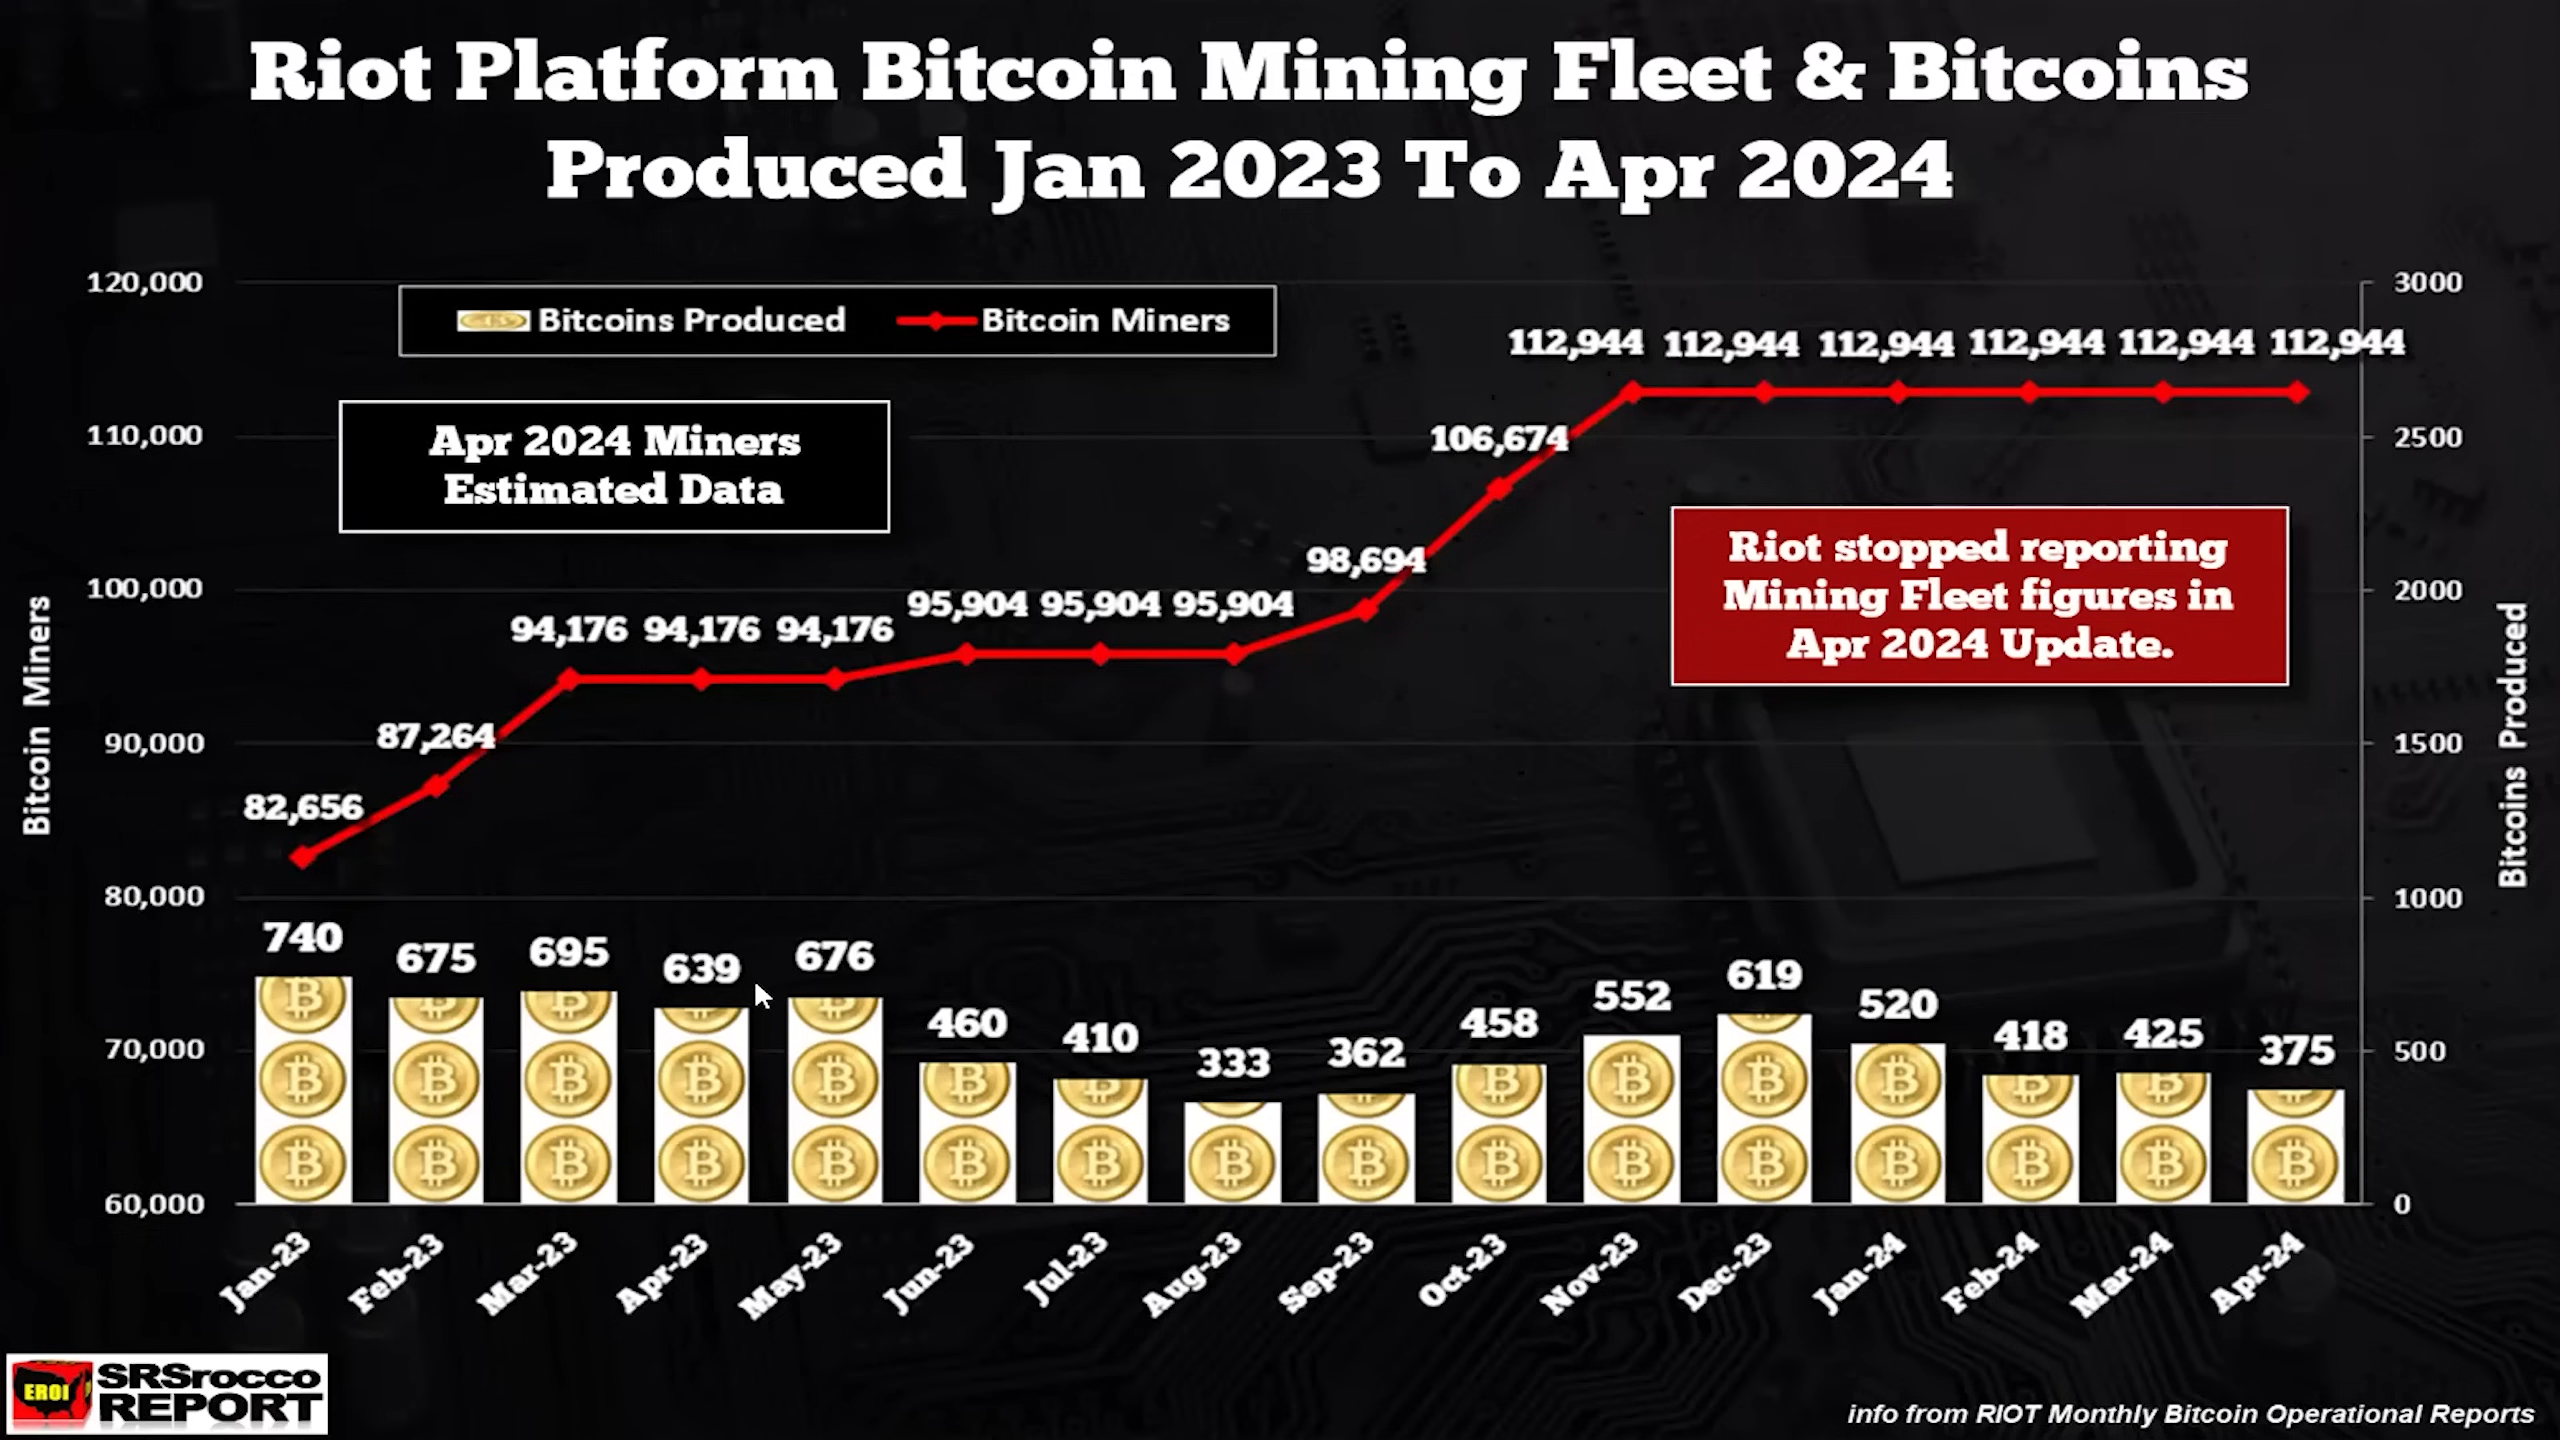 Riot Platform Bitcoin Mining Fleet & Bitcoins
Produced Jan 2023 To Apr 2024
120,000
110,000
100,000
90,000
80,000
70,000
60,000
Bitcoin Miners
Bitcoins Produced
Bitcoin Miners
Apr 2024 Miners
Estimated Data
Riot stopped reporting
Mining Fleet figures in
Apr 2024 Update.
82,656
87,264
94,176
94,176
94,176
95,904
95,904
95,904
98,694
106,674
112,944
112,944
112,944
112,944
112,944
112,944
740
675
695
639
676
460
410
333
362
458
552
619
520
418
425
375
3000
2500
2000
1500
1000
500
0
Bitcoins Produced
Jan-23
Feb-23
Mar-23
Apr-23
May-23
Jun-23
Jul-23
Aug-23
Sep-23
Oct-23
Nov-23
Dec-23
Jan-24
Feb-24
Mar-24
Apr-24
EROI
SRSrocco
REPORT
info from RIOT Monthly Bitcoin Operational Reports